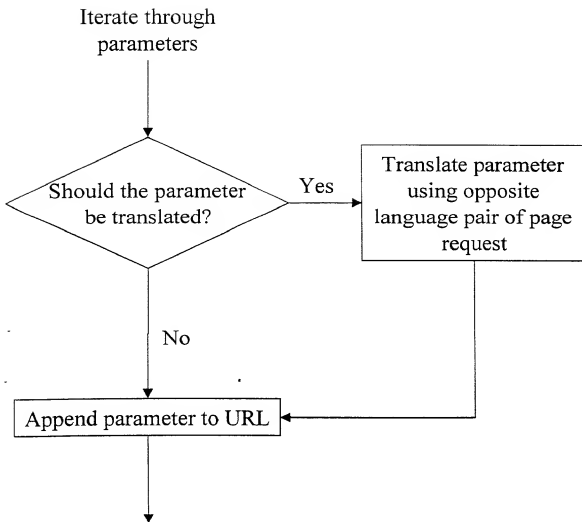 Iterate through
parameters
Should the parameter
be translated?
Yes
Translate parameter
using opposite
language pair of page
request
No
Append parameter to URL